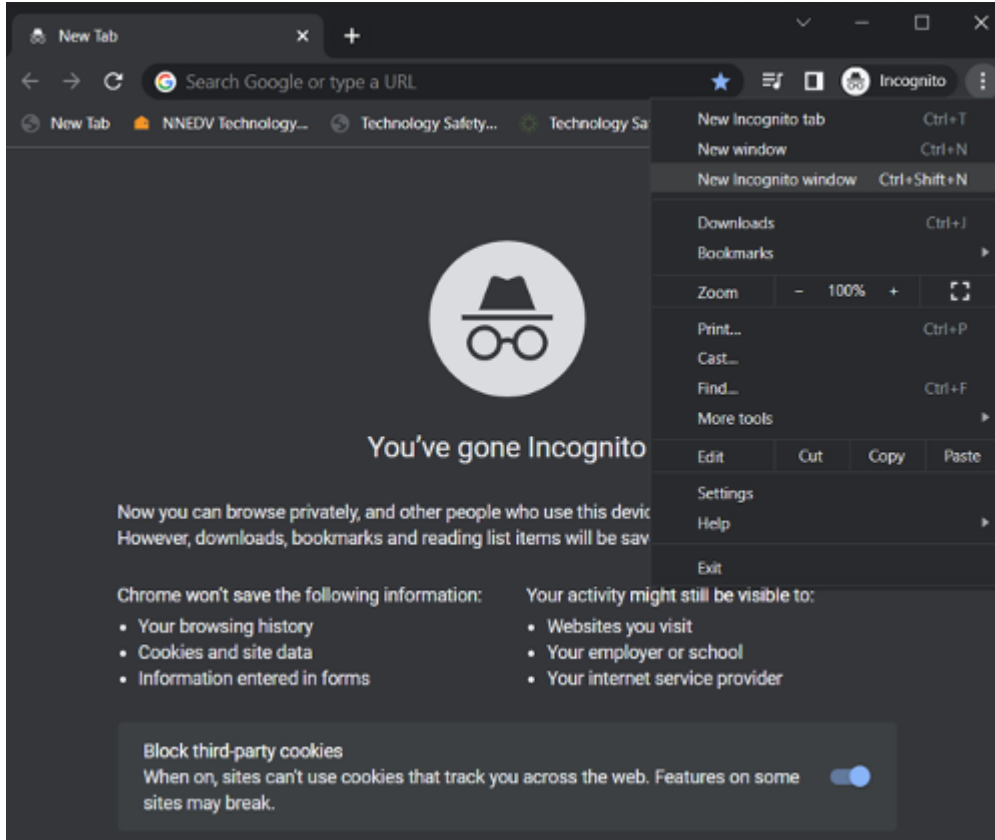 New Tab
Search Google or type a URL
Incognito
New Tab NNEDV Technology... Technology Safety... Technology Sa
New Incognito tab Ctrl+T
New window Ctrl+N
New Incognito window Ctrl+Shift+N
Downloads Ctrl+J
Bookmarks
Zoom - 100% +
Print... Ctrl+P
Cast...
Find... Ctrl+F
More tools
Edit Cut Copy Paste
Settings
Help
Exit
You've gone Incognito
Now you can browse privately, and other people who use this devic
However, downloads, bookmarks and reading list items will be sav
Chrome won't save the following information:
• Your browsing history
• Cookies and site data
• Information entered in forms
Your activity might still be visible to:
• Websites you visit
• Your employer or school
• Your internet service provider
Block third-party cookies
When on, sites can't use cookies that track you across the web. Features on some
sites may break.